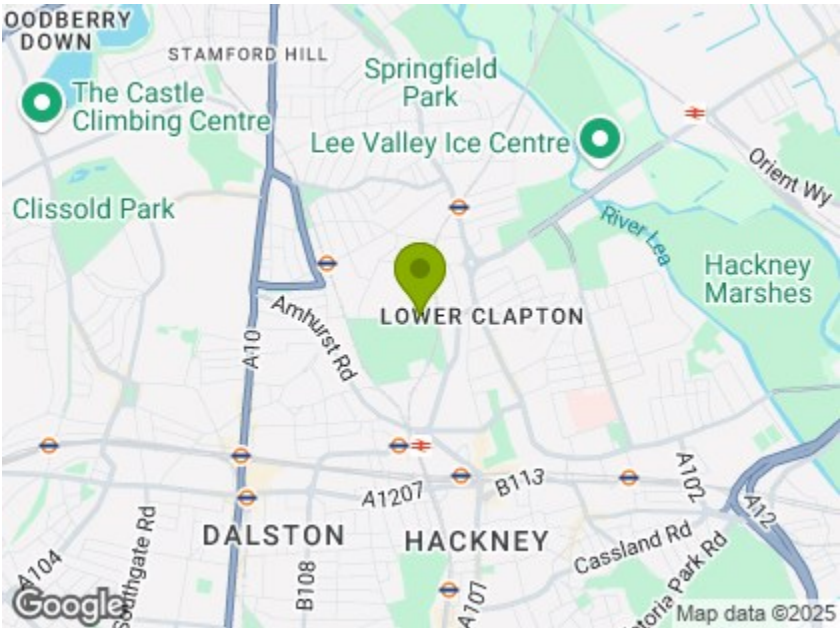 OODBERRY
DOWN
STAMFORD HILL
The Castle
Climbing Centre
Springfield
Park
Lee Valley Ice Centre
Orient Wy
Clissold Park
River Lea
Hackney
Marshes
LOWER CLAPTON
Amhurst Rd
A10
A1207
B113
A102
A12
DALSTON
HACKNEY
Cassland Rd
A104
Southgate Rd
B108
A107
toria Park Rd
Google
Map data ©2025